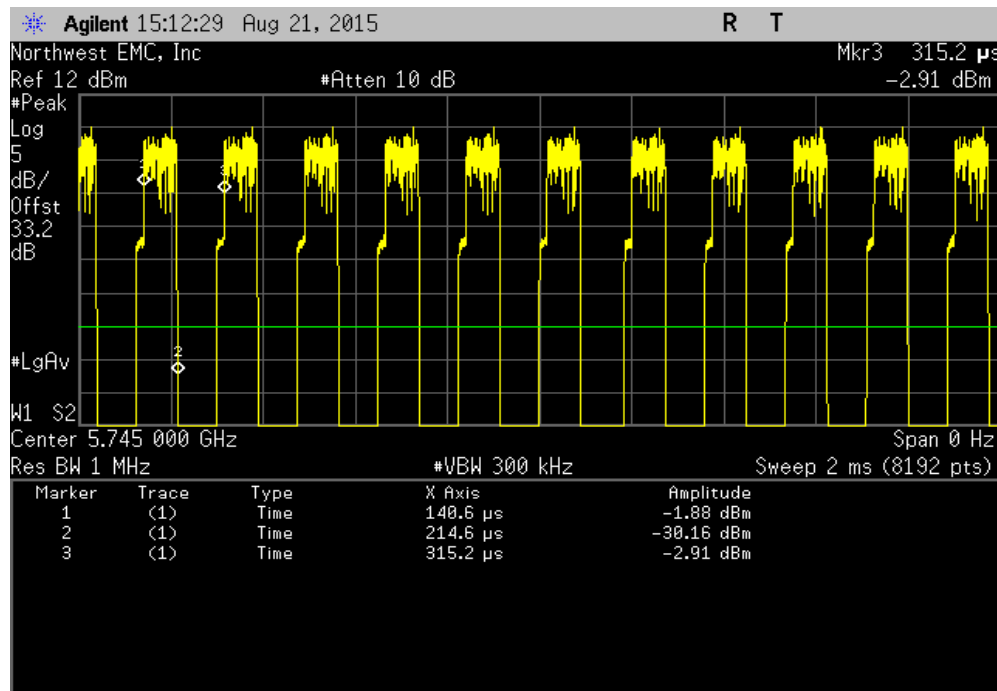 Agilent 15:12:29 Aug 21, 2015 R T
Northwest EMC, Inc Mkr3 315.2 µs
Ref 12 dBm #Atten 10 dB -2.91 dBm
#Peak
Log
5
dB/
Offst
33.2
dB
1
3
2
#LgAv
W1 S2
Center 5.745 000 GHz Span 0 Hz
Res BW 1 MHz #VBW 300 kHz Sweep 2 ms (8192 pts)
Marker Trace Type X Axis Amplitude
1 (1) Time 140.6 µs -1.88 dBm
2 (1) Time 214.6 µs -30.16 dBm
3 (1) Time 315.2 µs -2.91 dBm